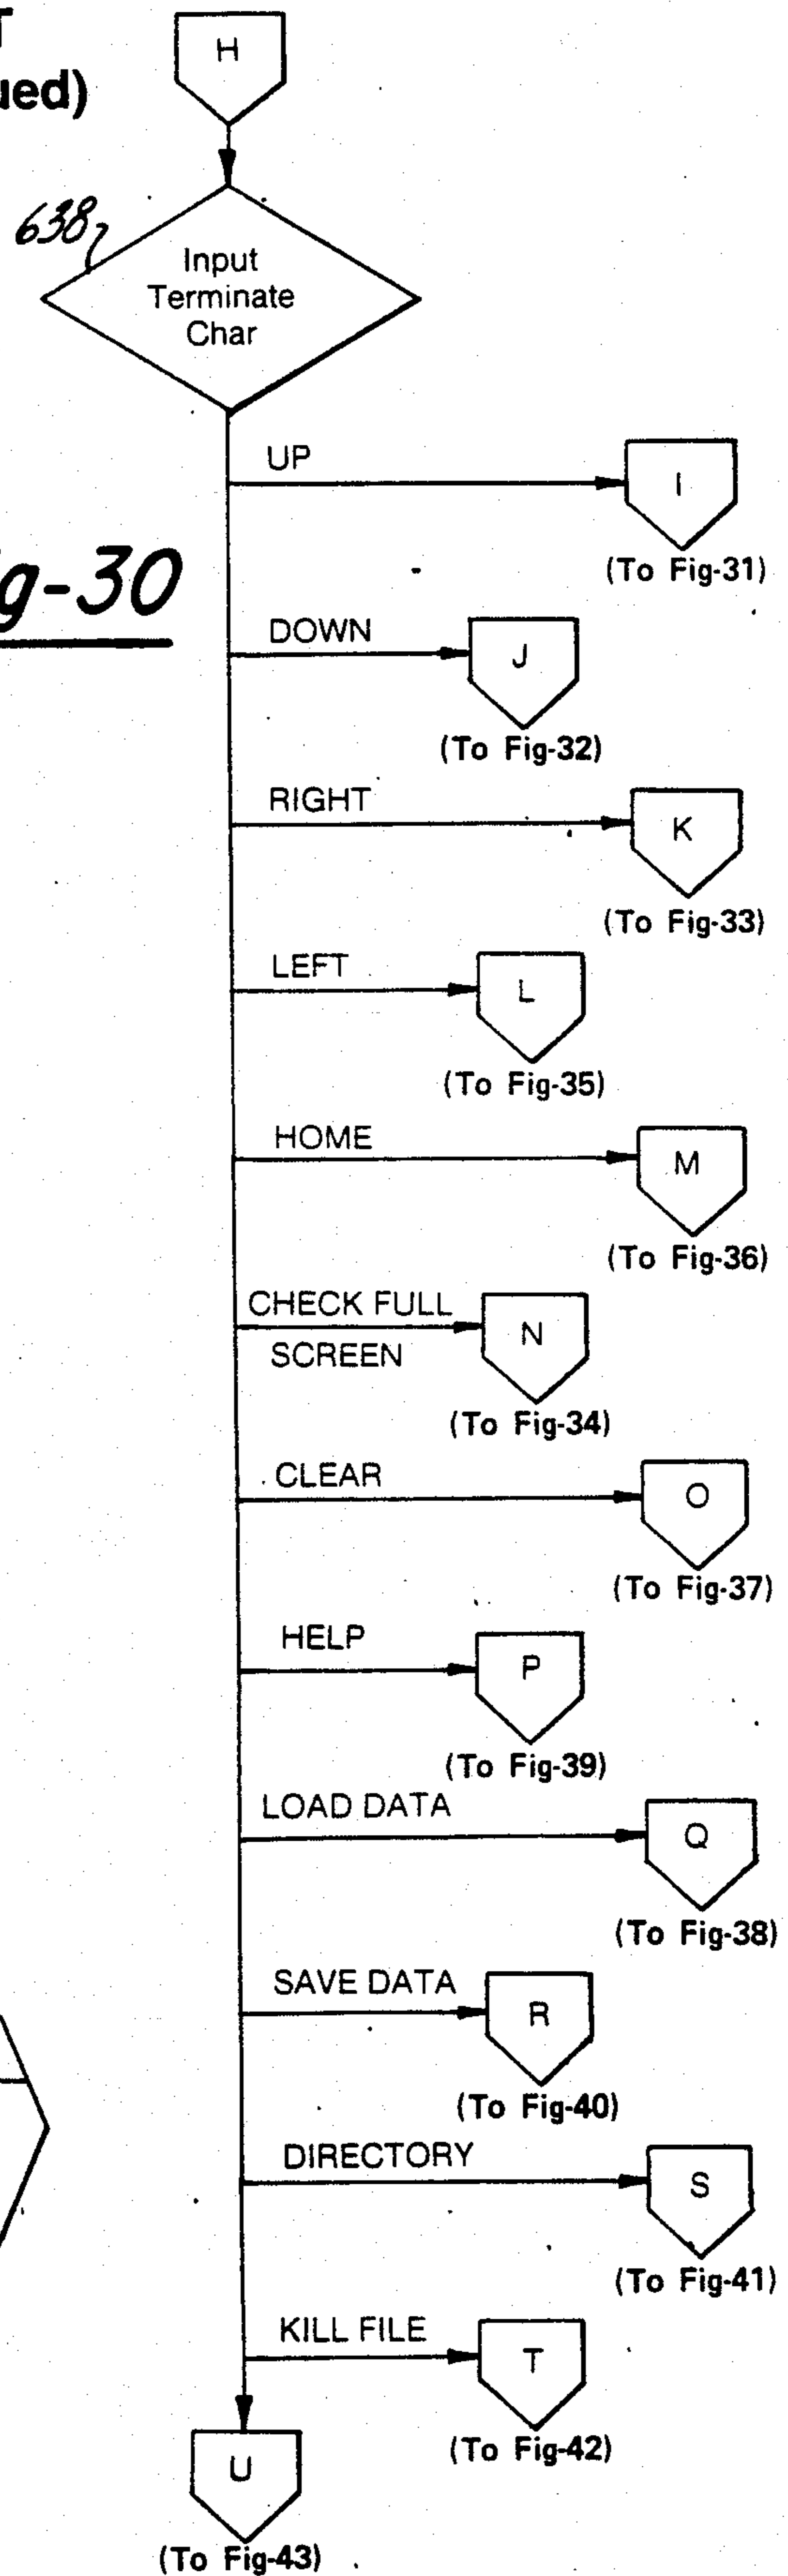 H
638
Input
Terminate
Char
UP
I
(To Fig-31)
DOWN
J
(To Fig-32)
RIGHT
K
(To Fig-33)
LEFT
L
(To Fig-35)
HOME
M
(To Fig-36)
CHECK FULL
SCREEN
N
(To Fig-34)
CLEAR
O
(To Fig-37)
HELP
P
(To Fig-39)
LOAD DATA
Q
(To Fig-38)
SAVE DATA
R
(To Fig-40)
DIRECTORY
S
(To Fig-41)
KILL FILE
T
(To Fig-42)
U
(To Fig-43)